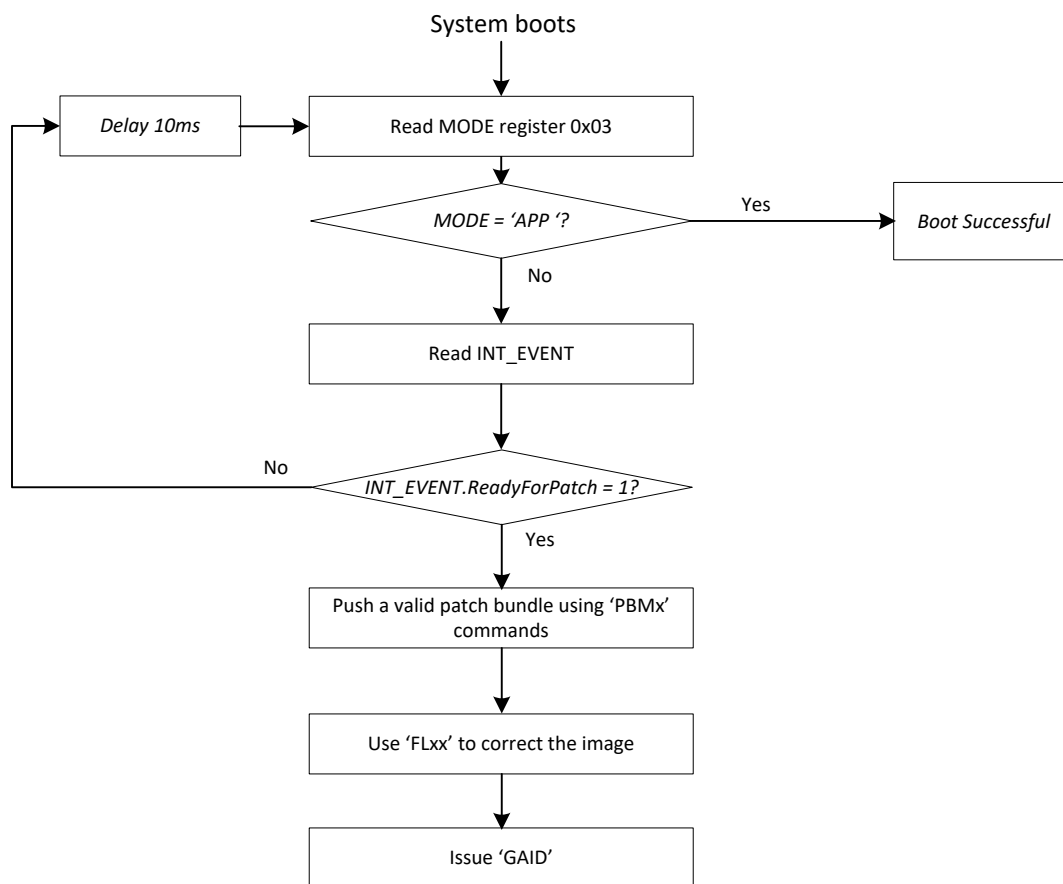 System boots
Delay 10ms
Read MODE register 0x03
MODE = ‘APP ‘?
Yes
Boot Successful
No
Read INT_EVENT
No
INT_EVENT.ReadyForPatch = 1?
Yes
Push a valid patch bundle using ‘PBMx’
commands
Use ‘FLxx’ to correct the image
Issue ‘GAID’